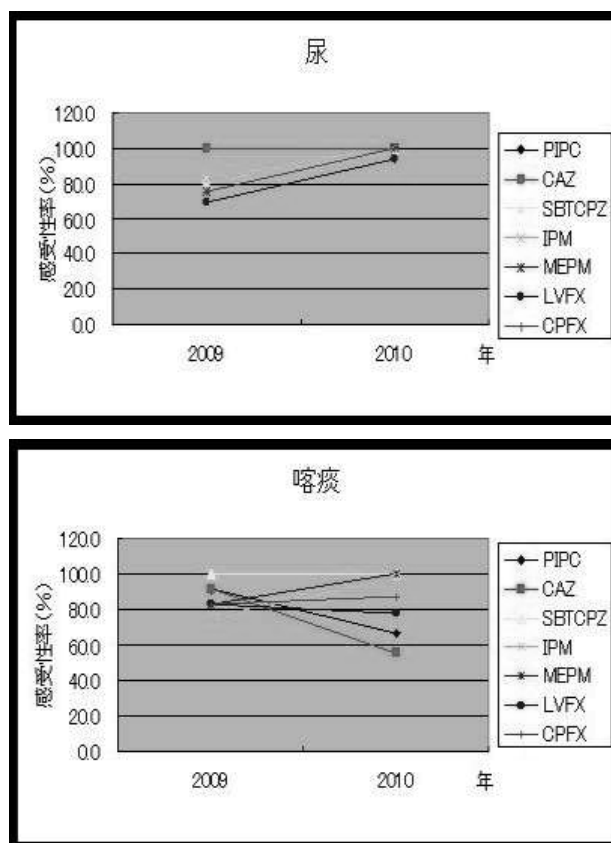 尿
120.0
100.0
80.0
60.0
40.0
20.0
0.0
感受性率(%)
2009
2010
年
PIPC
CAZ
SBTCPZ
IPM
MEPM
LVFX
CPFX
喀痰
120.0
100.0
80.0
60.0
40.0
20.0
0.0
感受性率(%)
2009
2010
年
PIPC
CAZ
SBTCPZ
IPM
MEPM
LVFX
CPFX